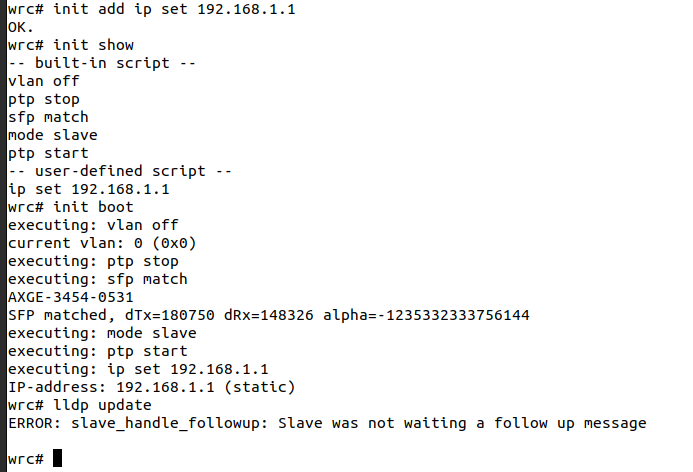 wrc# init add ip set 192.168.1.1
OK.
wrc# init show
-- built-in script --
vlan off
ptp stop
sfp match
mode slave
ptp start
-- user-defined script --
ip set 192.168.1.1
wrc# init boot
executing: vlan off
current vlan: 0 (0x0)
executing: ptp stop
executing: sfp match
AXGE-3454-0531
SFP matched, dTx=180750 dRx=148326 alpha=-1235332333756144
executing: mode slave
executing: ptp start
executing: ip set 192.168.1.1
IP-address: 192.168.1.1 (static)
wrc# lldp update
ERROR: slave_handle_followup: Slave was not waiting a follow up message
wrc#